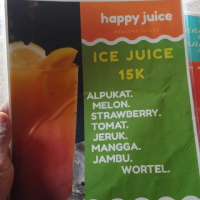 happy juice
ICE JUICE
15K
ALPUKAT.
MELON.
STRAWBERRY.
TOMAT.
JERUK.
MANGGA.
JAMBU.
WORTEL.